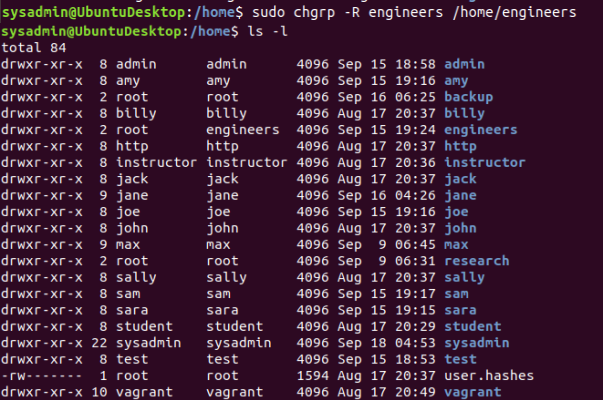 sysadmin@UbuntuDesktop:/home$ sudo chgrp -R engineers /home/engineers
sysadmin@UbuntuDesktop:/home$ ls -l
total 84
drwxr-xr-x  8 admin      admin      4096 Sep 15 18:58 admin
drwxr-xr-x  8 amy        amy        4096 Sep 15 19:16 amy
drwxr-xr-x  2 root       root       4096 Sep 16 06:25 backup
drwxr-xr-x  8 billy      billy      4096 Aug 17 20:37 billy
drwxr-xr-x  2 root       engineers  4096 Sep 15 19:24 engineers
drwxr-xr-x  8 http       http       4096 Aug 17 20:37 http
drwxr-xr-x  8 instructor instructor 4096 Aug 17 20:36 instructor
drwxr-xr-x  8 jack       jack       4096 Aug 17 20:37 jack
drwxr-xr-x  9 jane       jane       4096 Sep 16 04:26 jane
drwxr-xr-x  8 joe        joe        4096 Sep 15 19:16 joe
drwxr-xr-x  8 john       john       4096 Aug 17 20:37 john
drwxr-xr-x  9 max        max        4096 Sep  9 06:45 max
drwxr-xr-x  2 root       root       4096 Sep  9 06:31 research
drwxr-xr-x  8 sally      sally      4096 Aug 17 20:37 sally
drwxr-xr-x  8 sam        sam        4096 Sep 15 19:17 sam
drwxr-xr-x  8 sara       sara       4096 Sep 15 19:15 sara
drwxr-xr-x  8 student    student    4096 Aug 17 20:29 student
drwxr-xr-x 22 sysadmin   sysadmin   4096 Sep 18 04:53 sysadmin
drwxr-xr-x  8 test       test       4096 Sep 15 18:53 test
-rw-------  1 root       root       1594 Aug 17 20:37 user.hashes
drwxr-xr-x 10 vagrant    vagrant    4096 Aug 17 20:49 vagrant